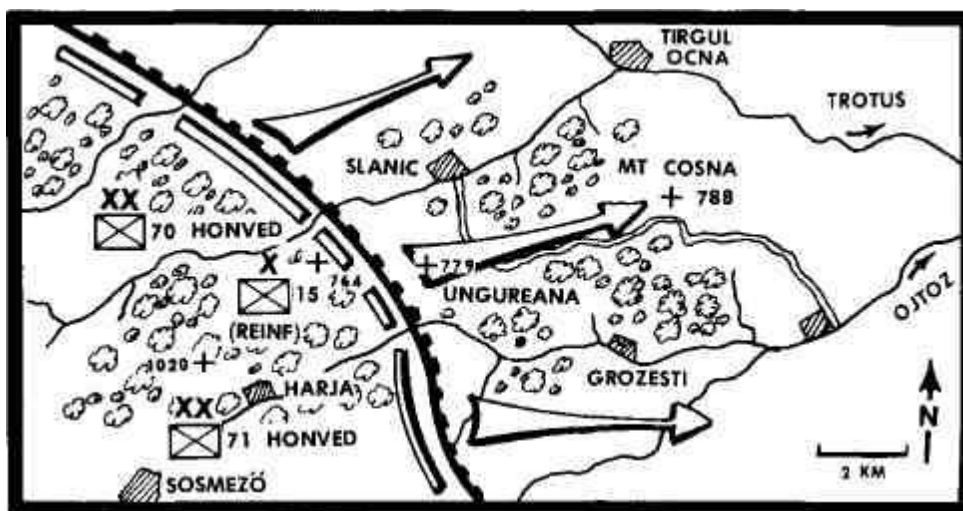 TIRGUL
OCNA
TROTUS
SLANIC
MT COSNA
788
XX
70 HONVED
X
764
15
(REINF)
779
UNGUREANA
OJTOZ
1020
HARJA
GROZESTI
XX
71 HONVED
N
2 KM
SOSMEZÖ